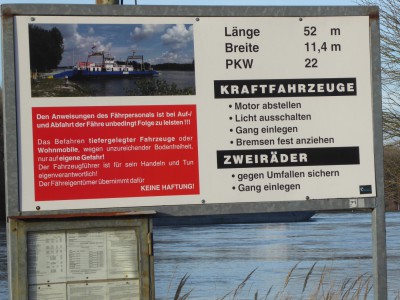 Länge 52 m
Breite 11,4 m
PKW 22
Den Anweisungen des Fährpersonals ist bei Auf-/
und Abfahrt der Fähre unbedingt Folge zu leisten !!!
Das Befahren tiefergelegter Fahrzeuge oder
Wohnmobile, wegen unzureichender Bodenfreiheit,
nur auf eigene Gefahr!
Der Fahrzeugführer ist für sein Handeln und Tun
eigenverantwortlich!
Der Fähreigentümer übernimmt dafür
KEINE HAFTUNG!
KRAFTFAHRZEUGE
• Motor abstellen
• Licht ausschalten
• Gang einlegen
• Bremsen fest anziehen
ZWEIRÄDER
• gegen Umfallen sichern
• Gang einlegen
71